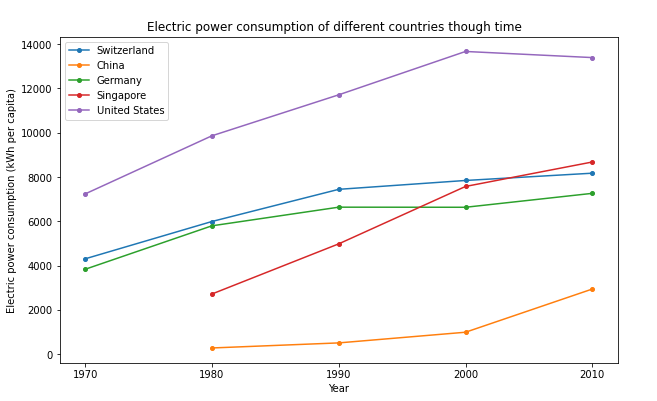 Electric power consumption of different countries though time
Switzerland
China
Germany
Singapore
United States
Electric power consumption (kWh per capita)
14000
12000
10000
8000
6000
4000
2000
0
1970
1980
1990
2000
2010
Year